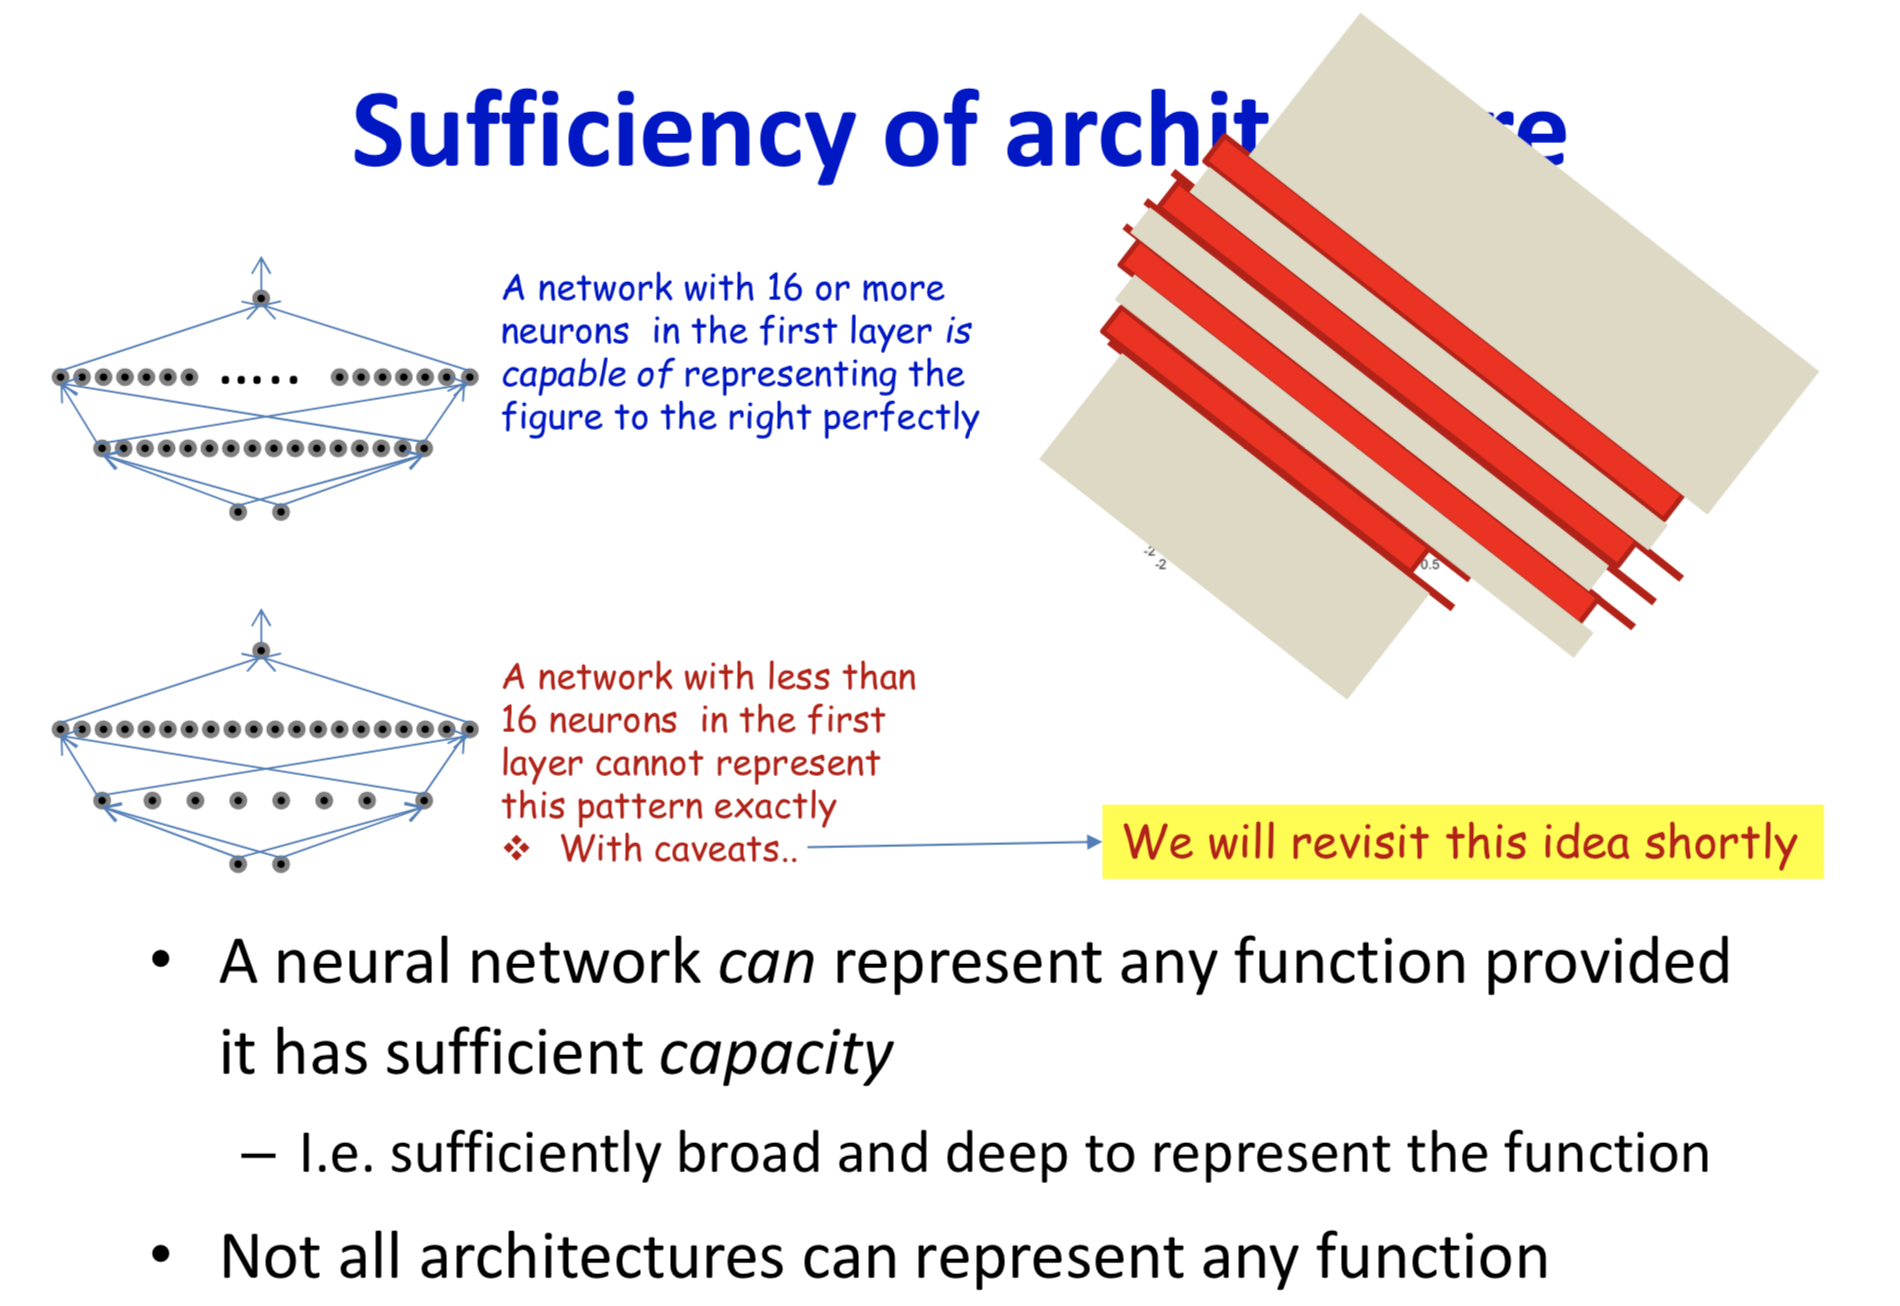 Sufficiency of archit re
A network with 16 or more
neurons in the first layer is
capable of representing the
figure to the right perfectly
-2
-2
0.5
A network with less than
16 neurons in the first
layer cannot represent
this pattern exactly
❖ With caveats..
We will revisit this idea shortly
• A neural network can represent any function provided
it has sufficient capacity
– I.e. sufficiently broad and deep to represent the function
• Not all architectures can represent any function